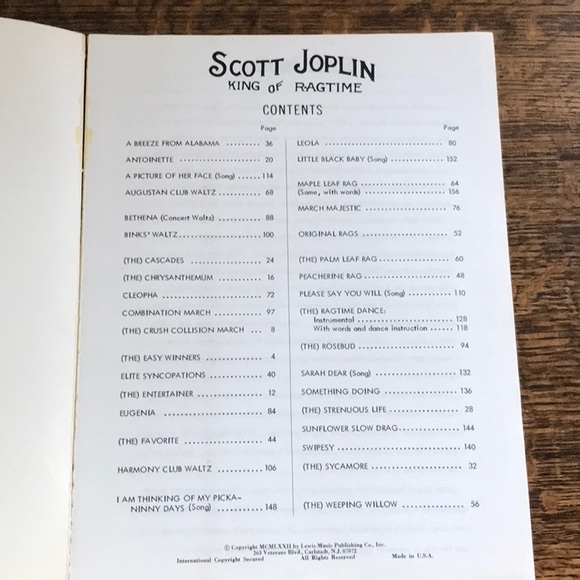 SCOTT JOPLIN
KING OF RAGTIME
CONTENTS
Page
A BREEZE FROM ALABAMA ......... 36
ANTOINETTE ..................... 20
A PICTURE OF HER FACE (Song) ...... 114
AUGUSTAN CLUB WALTZ ............ 68
BETHENA (Concert Waltz) .......... 88
BINKS' WALTZ .................... 100
(THE) CASCADES .................. 24
(THE) CHRYSANTHEMUM ............ 16
CLEOPHA ........................ 72
COMBINATION MARCH ............. 97
(THE) CRUSH COLLISION MARCH ... 8
(THE) EASY WINNERS .............. 4
ELITE SYNCOPATIONS .............. 40
(THE) ENTERTAINER ............... 12
EUGENIA ........................ 84
(THE) FAVORITE ................... 44
HARMONY CLUB WALTZ ........... 106
I AM THINKING OF MY PICKA-
NINNY DAYS (Song) ........... 148
Page
LEOLA .............................. 80
LITTLE BLACK BABY (Song) ............ 152
MAPLE LEAF RAG .................... 64
(Same, with words) ................... 156
MARCH MAJESTIC .................... 76
ORIGINAL RAGS ..................... 52
(THE) PALM LEAF RAG ................ 60
PEACHERINE RAG .................... 48
PLEASE SAY YOU WILL (Song) .......... 110
(THE) RAGTIME DANCE:
Instrumental ..................... 128
With words and dance Instruction ...... 118
(THE) ROSEBUD ...................... 94
SARAH DEAR (Song) .................. 132
SOMETHING DOING .................. 136
(THE) STRENUOUS LIFE ................ 28
SUNFLOWER SLOW DRAG ............. 144
SWIPESY ........................... 140
(THE) SYCAMORE .................... 32
(THE) WEEPING WILLOW .............. 56
© Copyright MCMLXXII by Lewis Music Publishing Co., Inc.
263 Veterans Blvd., Carlstadt, N.J. 07072
International Copyright Secured All Rights Reserved Made in U.S.A.